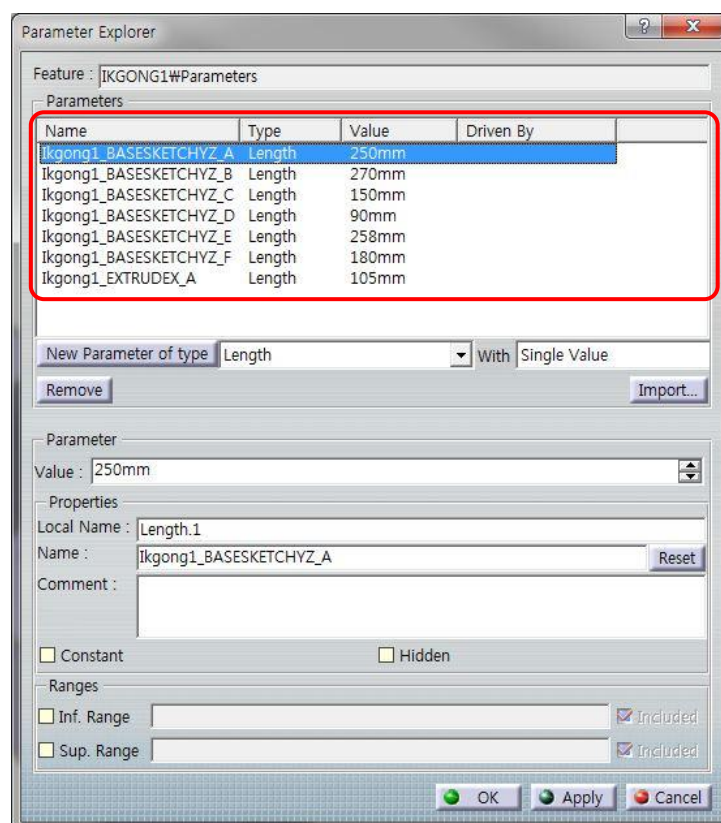 Parameter Explorer
?
Feature : IKGONG1₩Parameters
Parameters
Name Type Value Driven By
Ikgong1_BASESKETCHYZ_A Length 250mm
Ikgong1_BASESKETCHYZ_B Length 270mm
Ikgong1_BASESKETCHYZ_C Length 150mm
Ikgong1_BASESKETCHYZ_D Length 90mm
Ikgong1_BASESKETCHYZ_E Length 258mm
Ikgong1_BASESKETCHYZ_F Length 180mm
Ikgong1_EXTRUDEX_A Length 105mm
New Parameter of type Length With Single Value
Remove Import...
Parameter
Value : 250mm
Properties
Local Name : Length.1
Name : Ikgong1_BASESKETCHYZ_A Reset
Comment :
Constant Hidden
Ranges
Inf. Range Included
Sup. Range Included
OK Apply Cancel